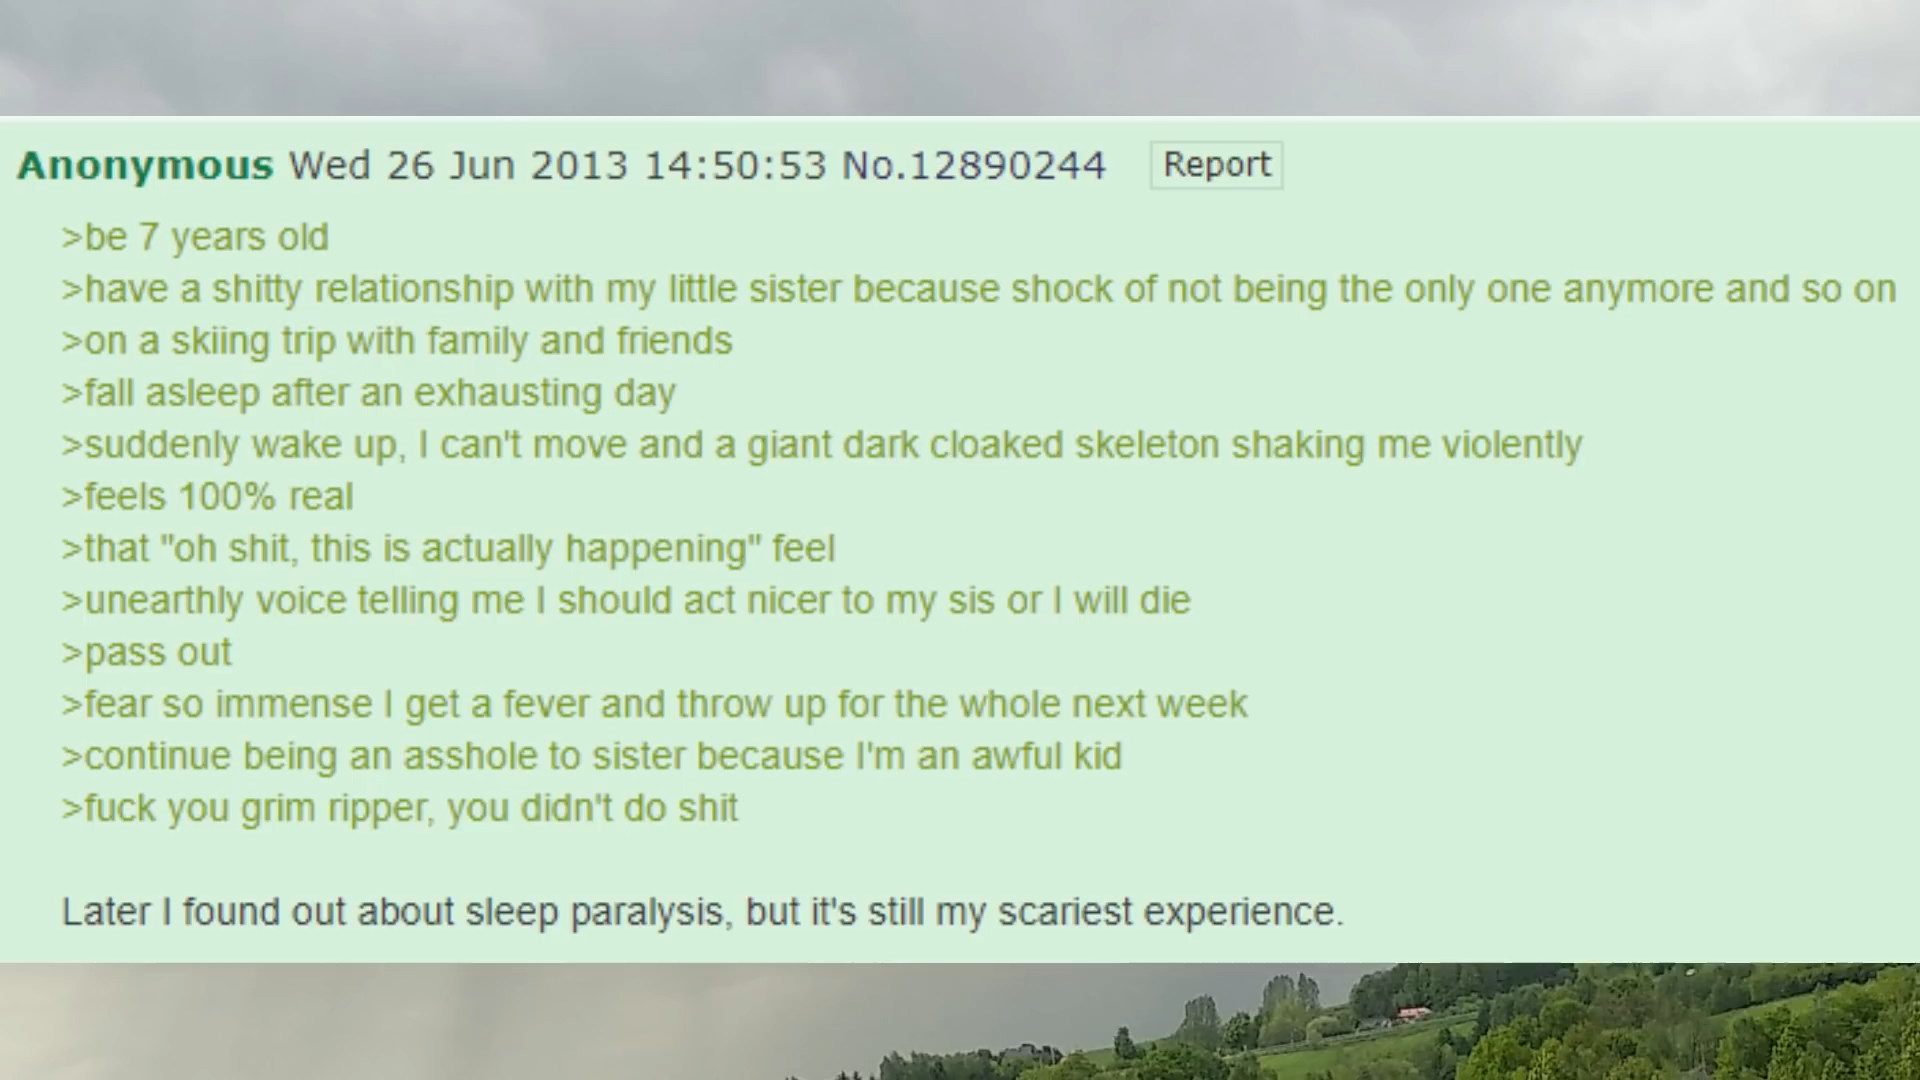 Anonymous Wed 26 Jun 2013 14:50:53 No.12890244 Report
>be 7 years old
>have a shitty relationship with my little sister because shock of not being the only one anymore and so on
>on a skiing trip with family and friends
>fall asleep after an exhausting day
>suddenly wake up, I can't move and a giant dark cloaked skeleton shaking me violently
>feels 100% real
>that "oh shit, this is actually happening" feel
>unearthly voice telling me I should act nicer to my sis or I will die
>pass out
>fear so immense I get a fever and throw up for the whole next week
>continue being an asshole to sister because I'm an awful kid
>fuck you grim ripper, you didn't do shit
Later I found out about sleep paralysis, but it's still my scariest experience.